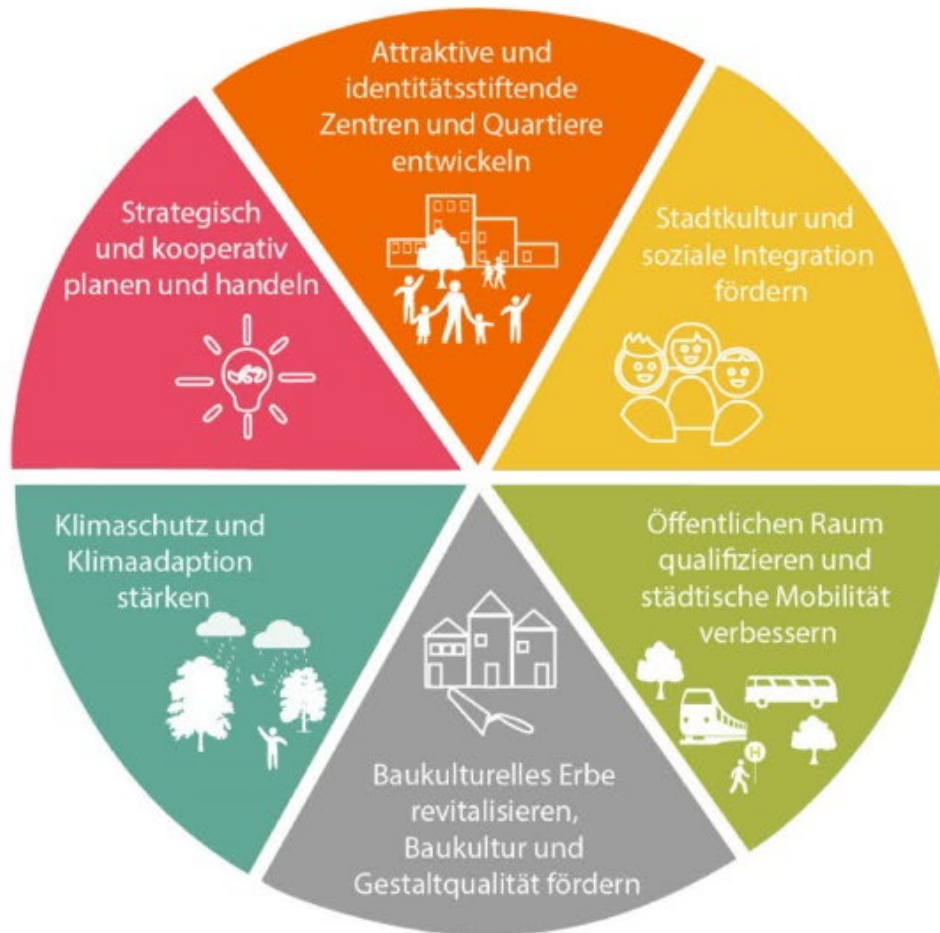 Attraktive und
identitätsstiftende
Zentren und Quartiere
entwickeln
Stadtkultur und
soziale Integration
fördern
Öffentlichen Raum
qualifizieren und
städtische Mobilität
verbessern
H
Baukulturelles Erbe
revitalisieren,
Baukultur und
Gestaltqualität fördern
Klimaschutz und
Klimaadaption
stärken
Strategisch
und kooperativ
planen und handeln